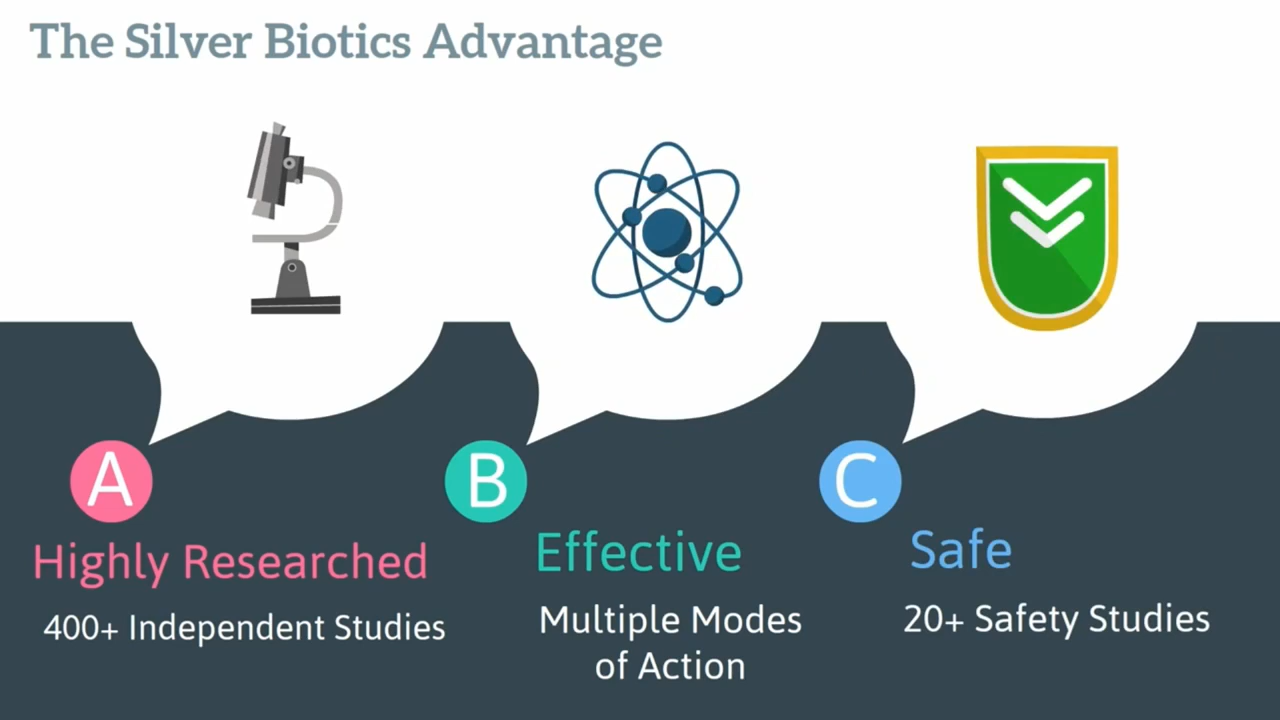 The Silver Biotics Advantage
A
Highly Researched
400+ Independent Studies
B
Effective
Multiple Modes
of Action
C
Safe
20+ Safety Studies